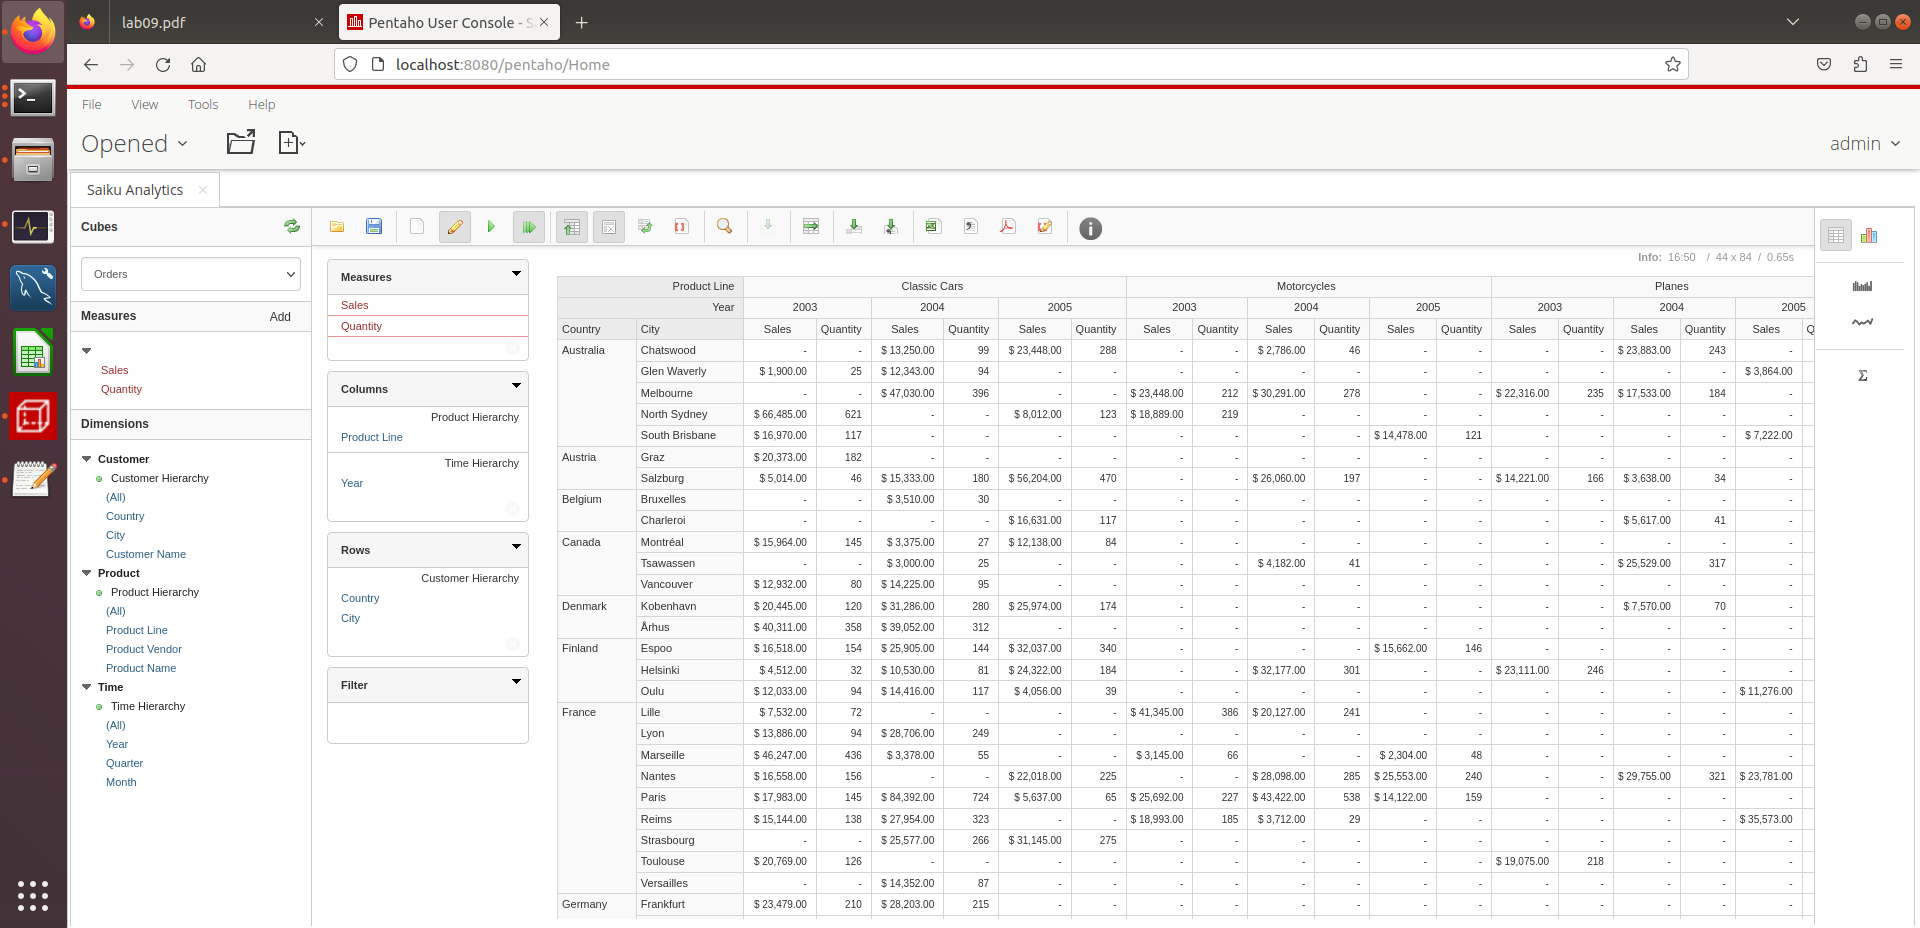 lab09.pdf
Pentaho User Console - S
localhost:8080/pentaho/Home
File View Tools Help
Opened
admin
Saiku Analytics
Cubes
Orders
Measures Add
Sales
Quantity
Dimensions
Customer
Customer Hierarchy
(All)
Country
City
Customer Name
Product
Product Hierarchy
(All)
Product Line
Product Vendor
Product Name
Time
Time Hierarchy
(All)
Year
Quarter
Month
Measures
Sales
Quantity
Columns
Product Hierarchy
Product Line
Time Hierarchy
Year
Rows
Customer Hierarchy
Country
City
Filter
Info: 16:50 / 44 x 84 / 0.65s
Product Line Classic Cars Motorcycles Planes
Year 2003 2004 2005 2003 2004 2005 2003 2004 2005
Country City Sales Quantity Sales Quantity Sales Quantity Sales Quantity Sales Quantity Sales Quantity Sales Quantity Sales Quantity Sales Q
Australia Chatswood - - $ 13,250.00 99 $ 23,448.00 288 - - $ 2,786.00 46 - - - - $ 23,883.00 243 -
Glen Waverly $ 1,900.00 25 $ 12,343.00 94 - - - - - - - - - - - - $ 3,864.00
Melbourne - - $ 47,030.00 396 - - $ 23,448.00 212 $ 30,291.00 278 - - $ 22,316.00 235 $ 17,533.00 184 -
North Sydney $ 66,485.00 621 - - $ 8,012.00 123 $ 18,889.00 219 - - - - - - - - -
South Brisbane $ 16,970.00 117 - - - - - - - - $ 14,478.00 121 - - - - $ 7,222.00
Austria Graz $ 20,373.00 182 - - - - - - - - - - - - - - -
Salzburg $ 5,014.00 46 $ 15,333.00 180 $ 56,204.00 470 - - $ 26,060.00 197 - - $ 14,221.00 166 $ 3,638.00 34 -
Belgium Bruxelles - - $ 3,510.00 30 - - - - - - - - - - - - -
Charleroi - - - - $ 16,631.00 117 - - - - - - - - $ 5,617.00 41 -
Canada Montréal $ 15,964.00 145 $ 3,375.00 27 $ 12,138.00 84 - - - - - - - - - - -
Tsawassen - - $ 3,000.00 25 - - - - $ 4,182.00 41 - - - - $ 25,529.00 317 -
Vancouver $ 12,932.00 80 $ 14,225.00 95 - - - - - - - - - - - - -
Denmark Kobenhavn $ 20,445.00 120 $ 31,286.00 280 $ 25,974.00 174 - - - - - - - - $ 7,570.00 70 -
Århus $ 40,311.00 358 $ 39,052.00 312 - - - - - - - - - - - - -
Finland Espoo $ 16,518.00 154 $ 25,905.00 144 $ 32,037.00 340 - - - - $ 15,662.00 146 - - - - -
Helsinki $ 4,512.00 32 $ 10,530.00 81 $ 24,322.00 184 - - $ 32,177.00 301 - - $ 23,111.00 246 - - -
Oulu $ 12,033.00 94 $ 14,416.00 117 $ 4,056.00 39 - - - - - - - - - - $ 11,276.00
France Lille $ 7,532.00 72 - - - - $ 41,345.00 386 $ 20,127.00 241 - - - - - - -
Lyon $ 13,886.00 94 $ 28,706.00 249 - - - - - - - - - - - - -
Marseille $ 46,247.00 436 $ 3,378.00 55 - - $ 3,145.00 66 - - $ 2,304.00 48 - - - - -
Nantes $ 16,558.00 156 - - $ 22,018.00 225 - - $ 28,098.00 285 $ 25,553.00 240 - - $ 29,755.00 321 $ 23,781.00
Paris $ 17,983.00 145 $ 84,392.00 724 $ 5,637.00 65 $ 25,692.00 227 $ 43,422.00 538 $ 14,122.00 159 - - - - -
Reims $ 15,144.00 138 $ 27,954.00 323 - - $ 18,993.00 185 $ 3,712.00 29 - - - - - - $ 35,573.00
Strasbourg - - $ 25,577.00 266 $ 31,145.00 275 - - - - - - - - - - -
Toulouse $ 20,769.00 126 - - - - - - - - - - $ 19,075.00 218 - - -
Versailles - - $ 14,352.00 87 - - - - - - - - - - - - -
Germany Frankfurt $ 23,479.00 210 $ 28,203.00 215 - - - - - - - - - - - - -